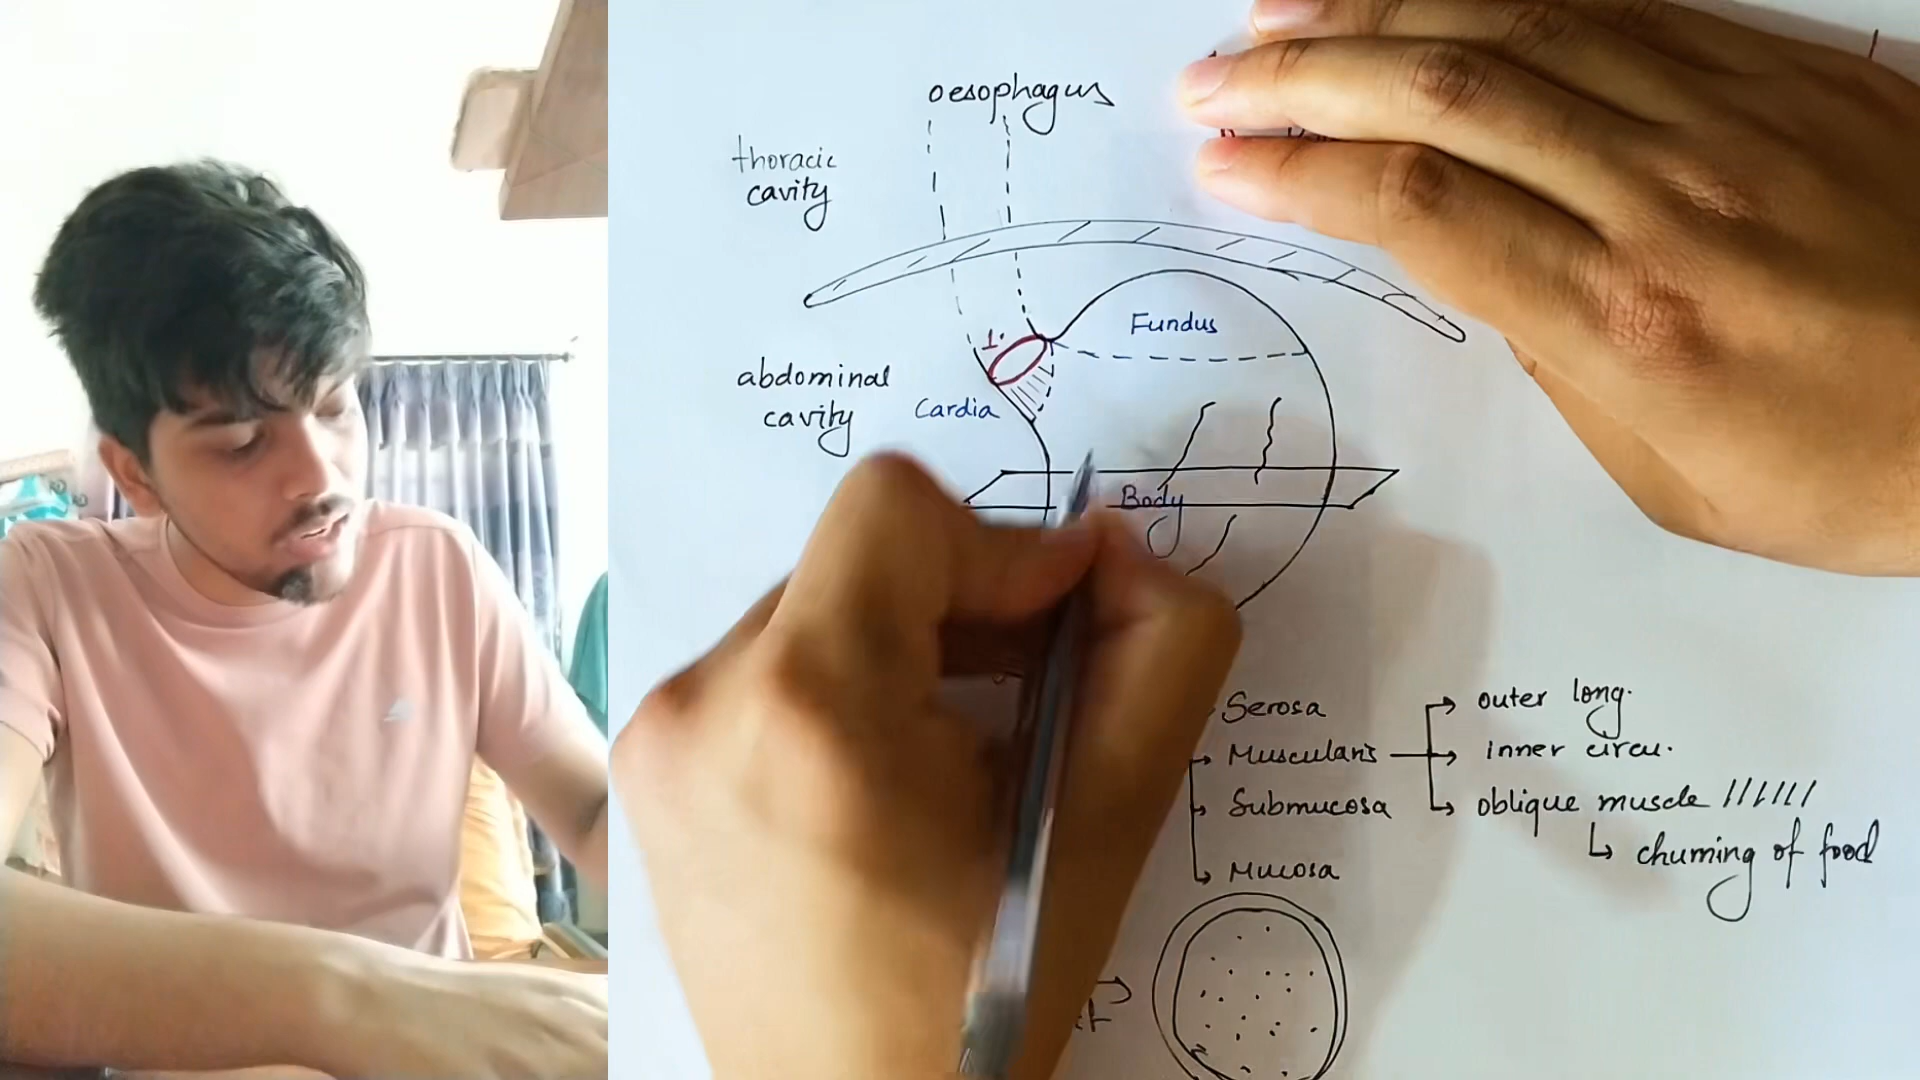 oesophagus
thoracic
cavity
Fundus
1.
abdominal
cavity
Cardia
Body
Serosa
outer long.
Muscularis
inner circu.
Submucosa
oblique muscle
churning of food
Mucosa